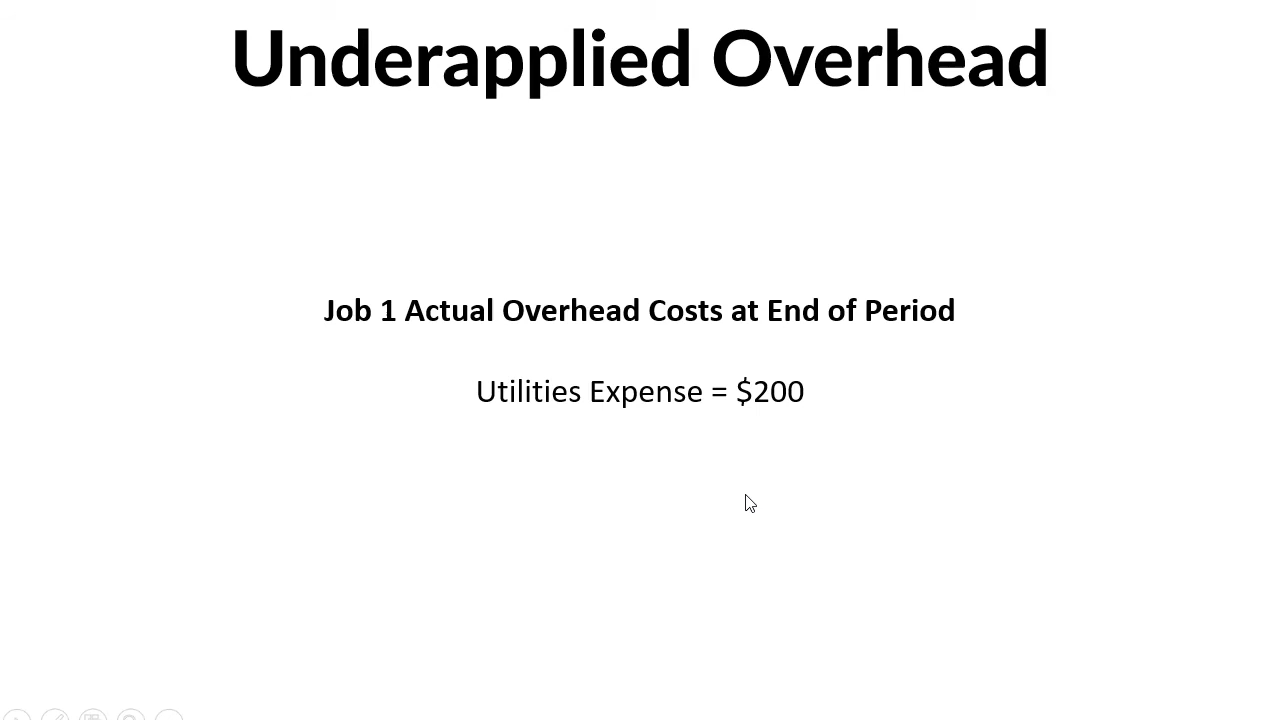 Underapplied Overhead
Job 1 Actual Overhead Costs at End of Period
Utilities Expense = $200